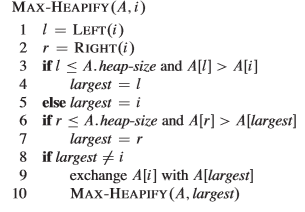 MAX-HEAPIFY(A, i)
1 l = LEFT(i)
2 r = RIGHT(i)
3 if l ≤ A.heap-size and A[l] > A[i]
4 largest = l
5 else largest = i
6 if r ≤ A.heap-size and A[r] > A[largest]
7 largest = r
8 if largest ≠ i
9 exchange A[i] with A[largest]
10 MAX-HEAPIFY(A, largest)